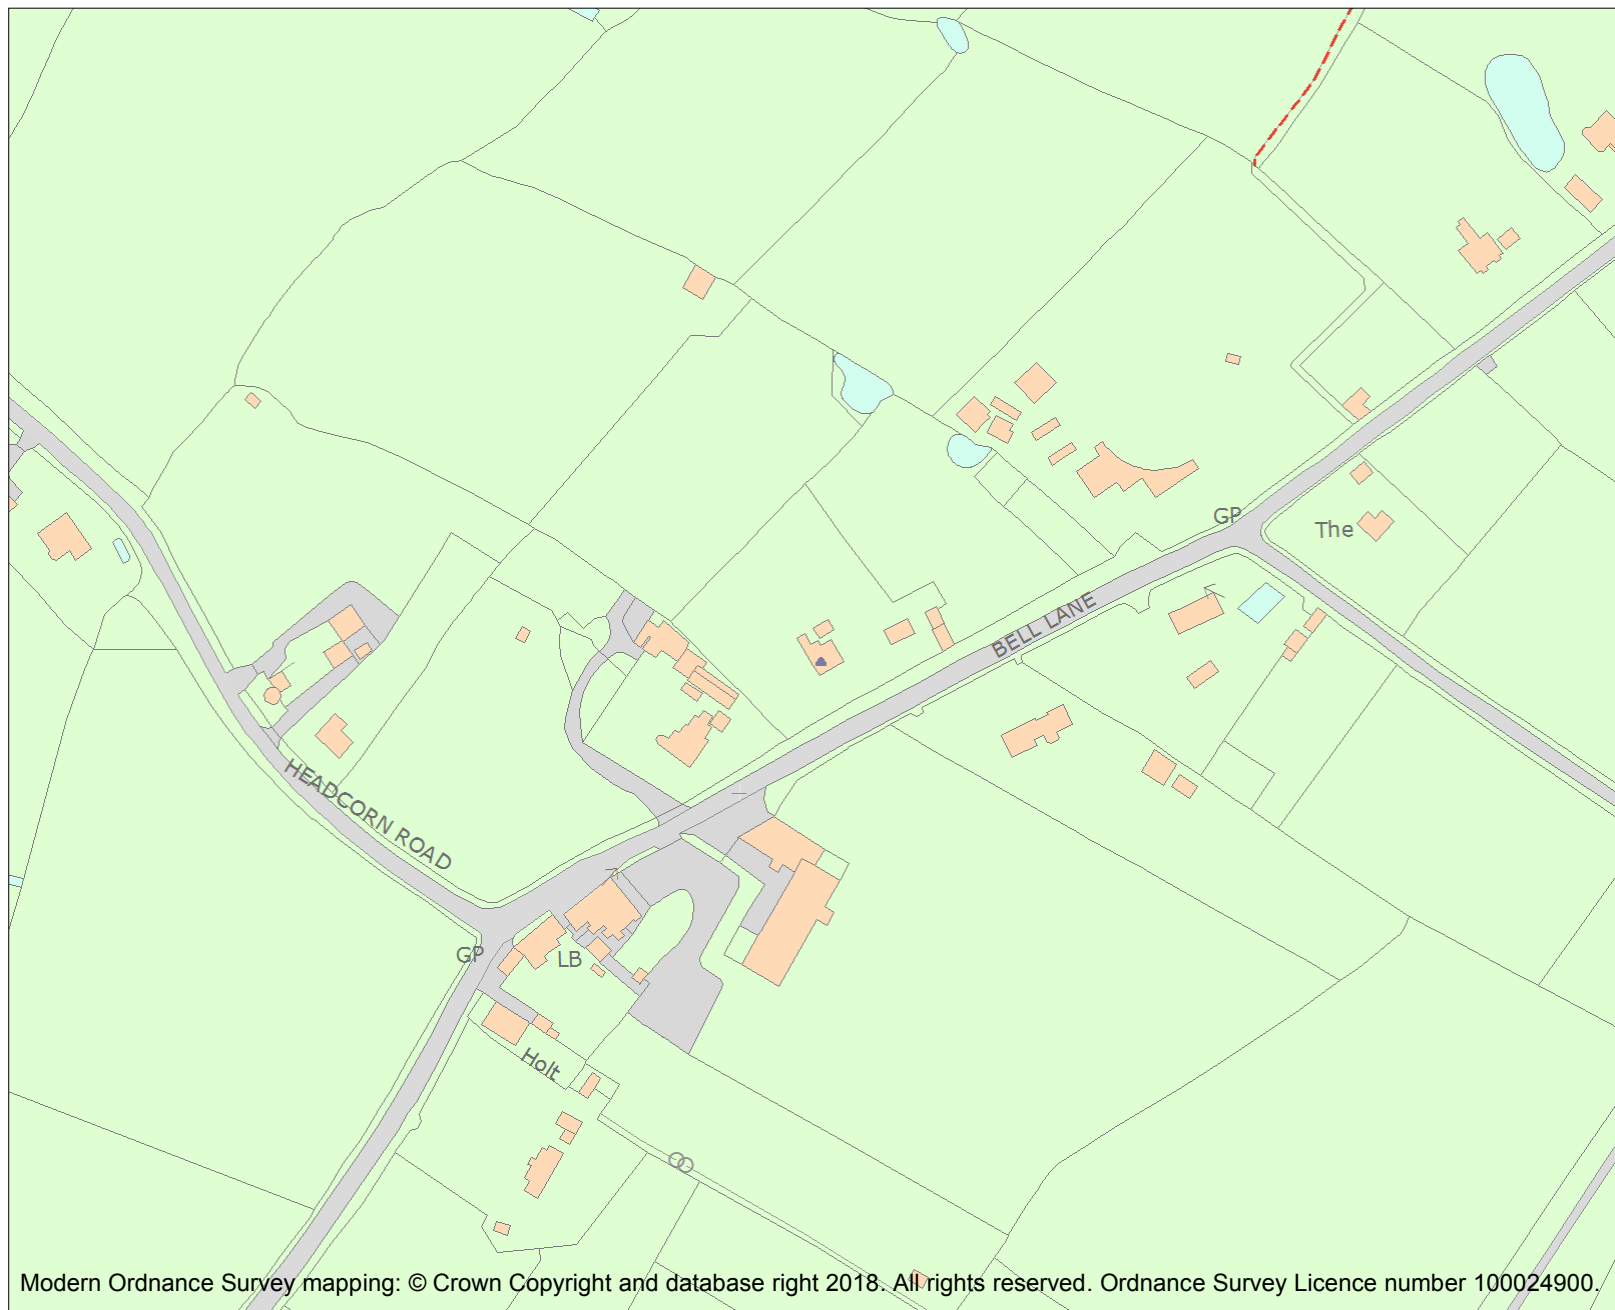 GP
The
BELL LANE
HEADCORN ROAD
GP
LB
Holt
Modern Ordnance Survey mapping: © Crown Copyright and database right 2018. All rights reserved. Ordnance Survey Licence number 100024900.